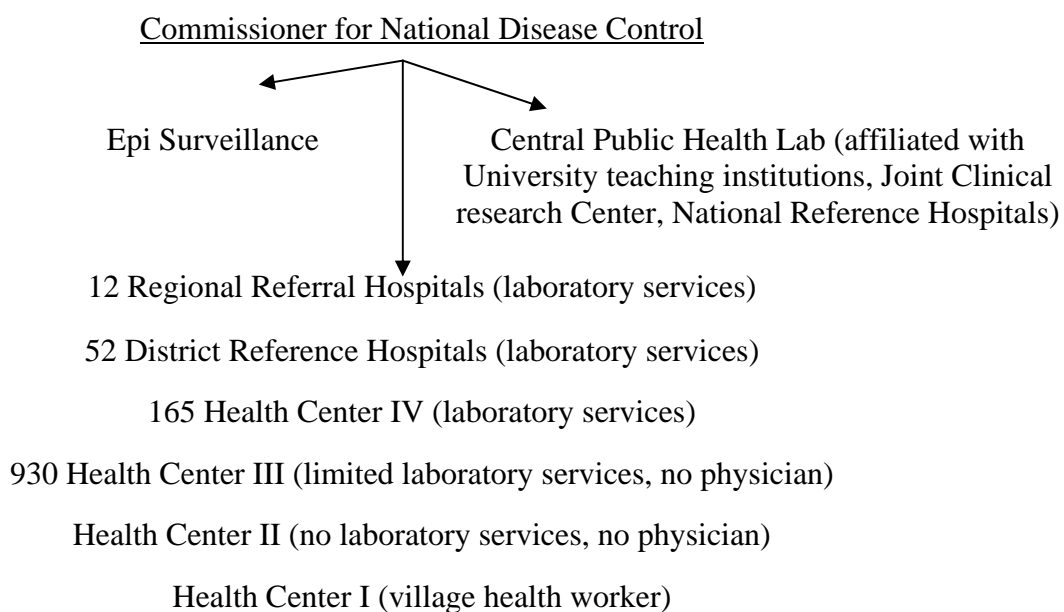 Commissioner for National Disease Control
Epi Surveillance
Central Public Health Lab (affiliated with
University teaching institutions, Joint Clinical
research Center, National Reference Hospitals)
12 Regional Referral Hospitals (laboratory services)
52 District Reference Hospitals (laboratory services)
165 Health Center IV (laboratory services)
930 Health Center III (limited laboratory services, no physician)
Health Center II (no laboratory services, no physician)
Health Center I (village health worker)